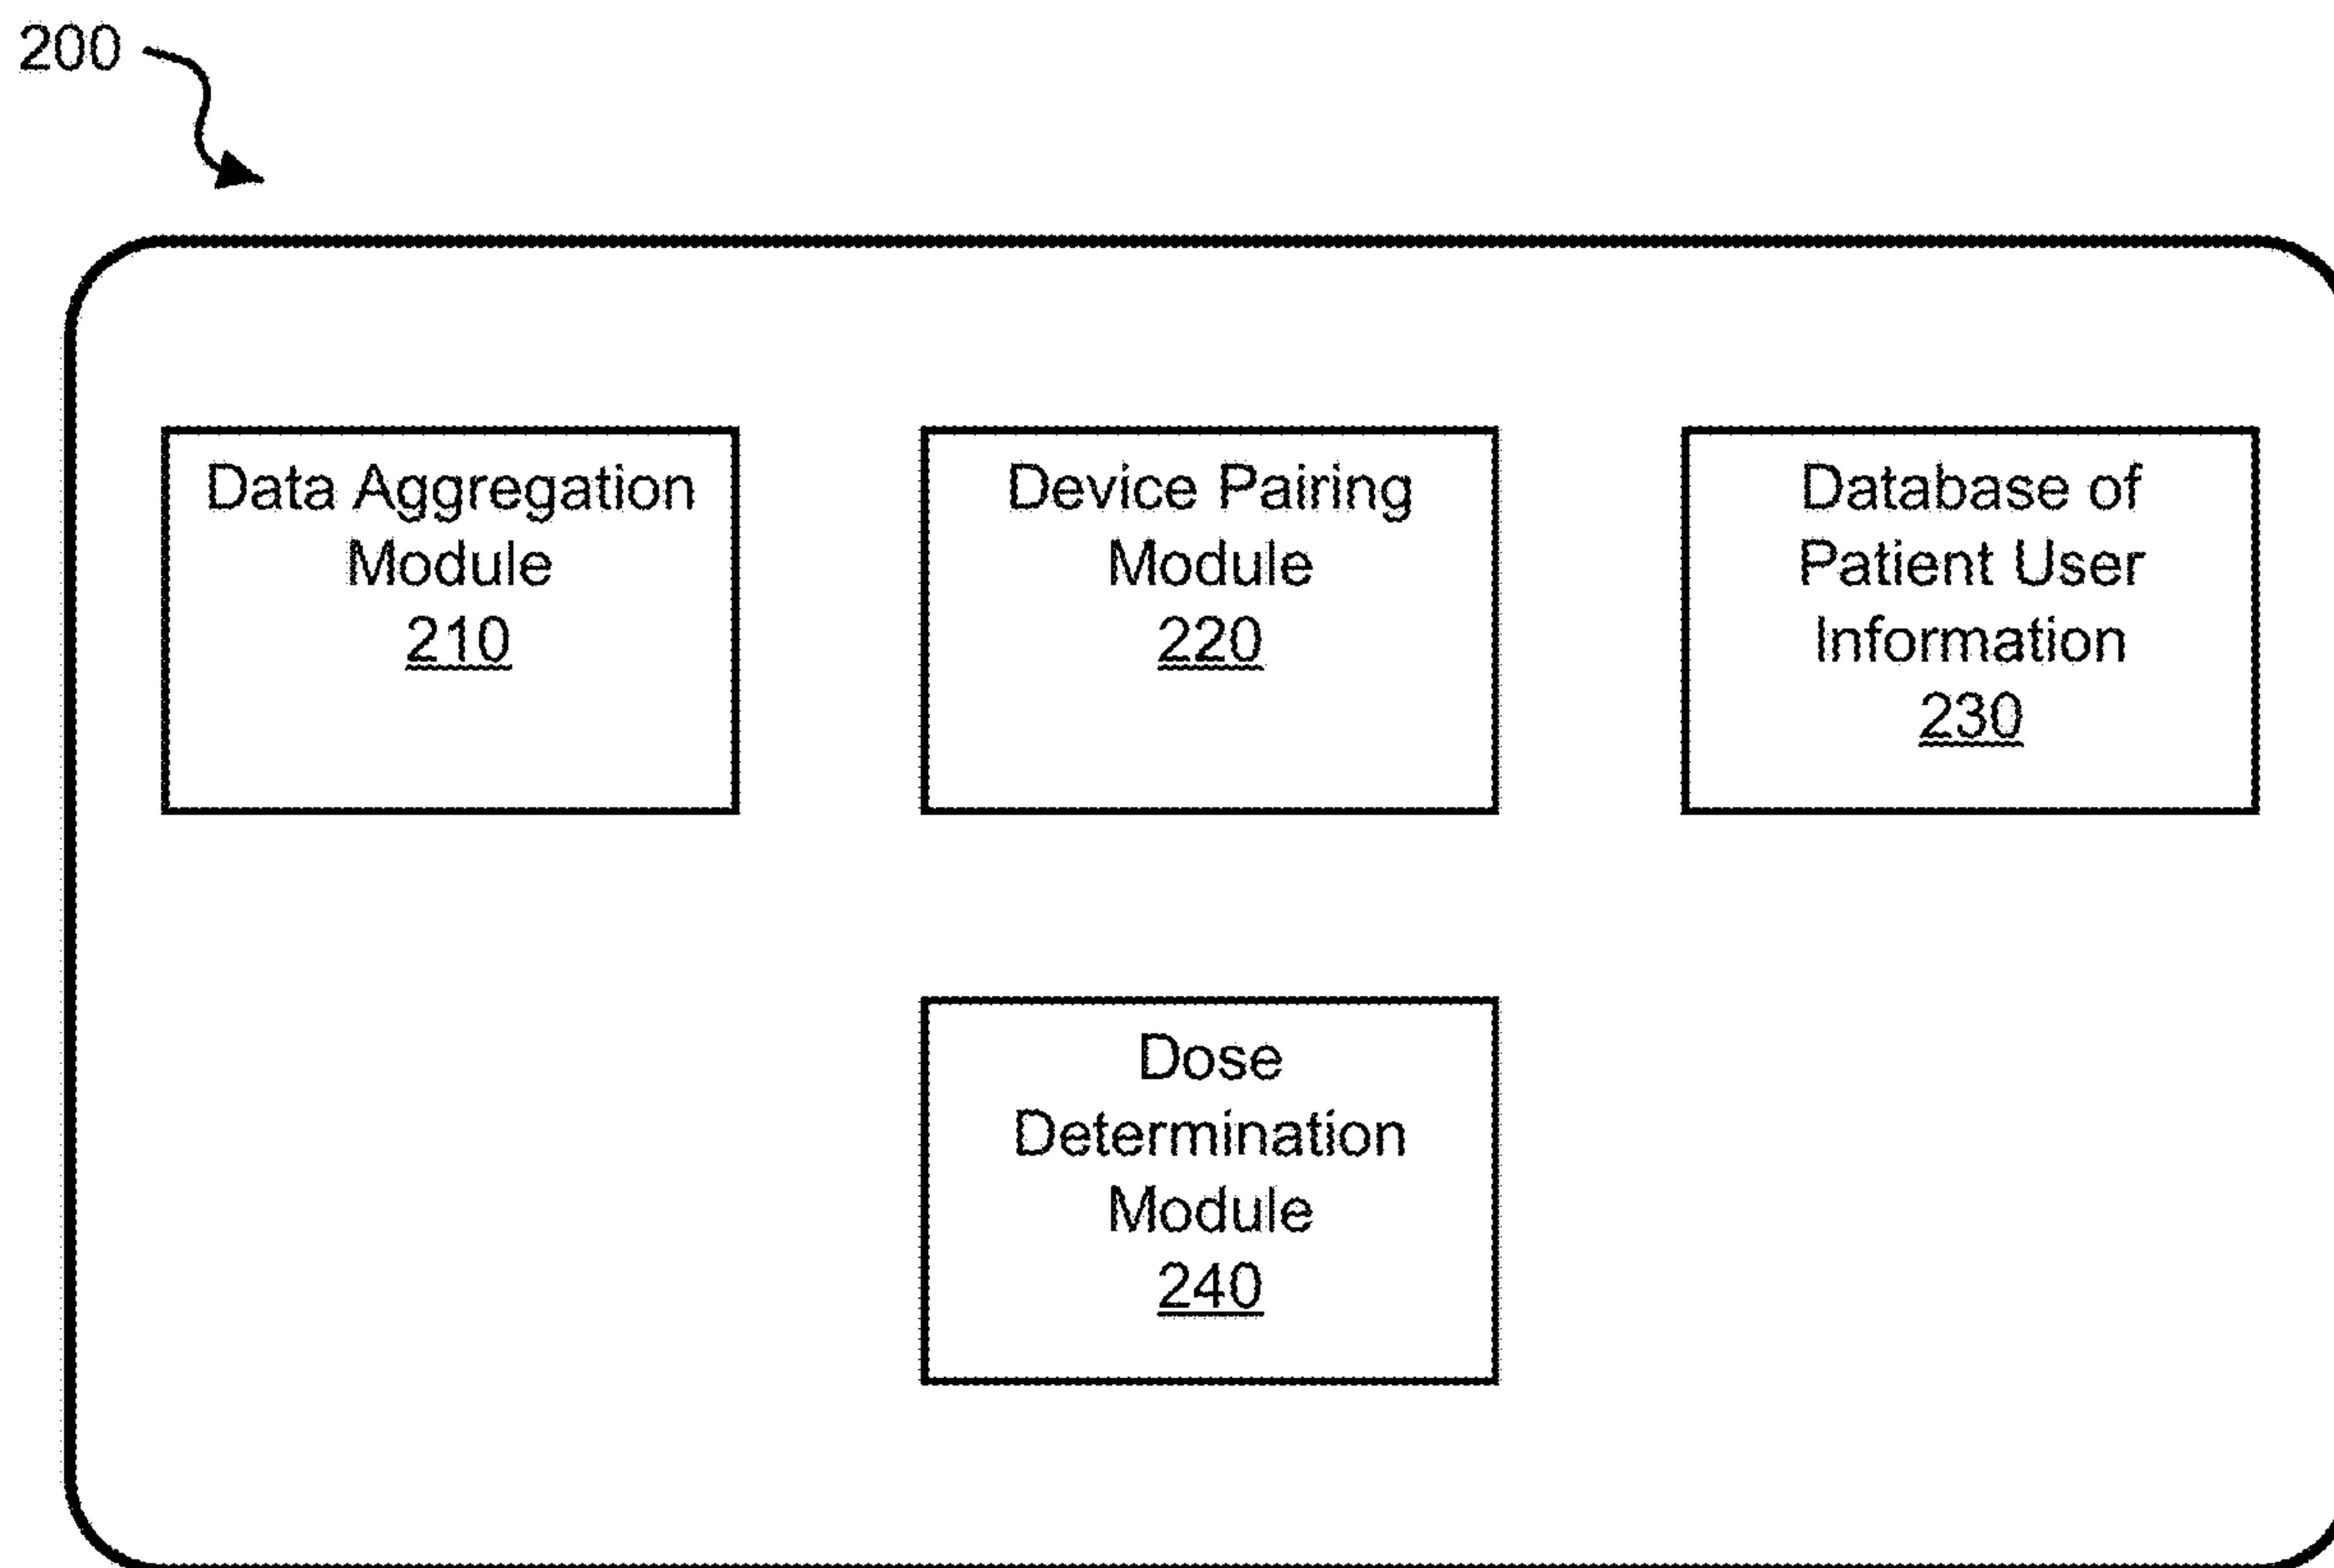 200
Data Aggregation
Module
210
Device Pairing
Module
220
Database of
Patient User
Information
230
Dose
Determination
Module
240